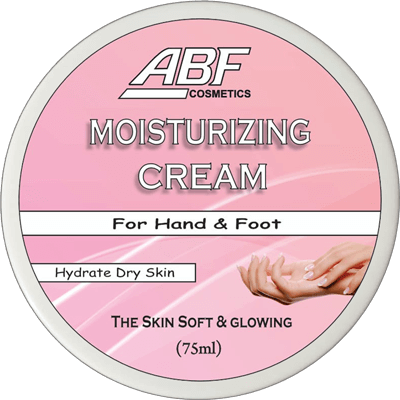 ABF
COSMETICS
MOISTURIZING
CREAM
For Hand & Foot
Hydrate Dry Skin
THE SKIN SOFT & GLOWING
(75ml)